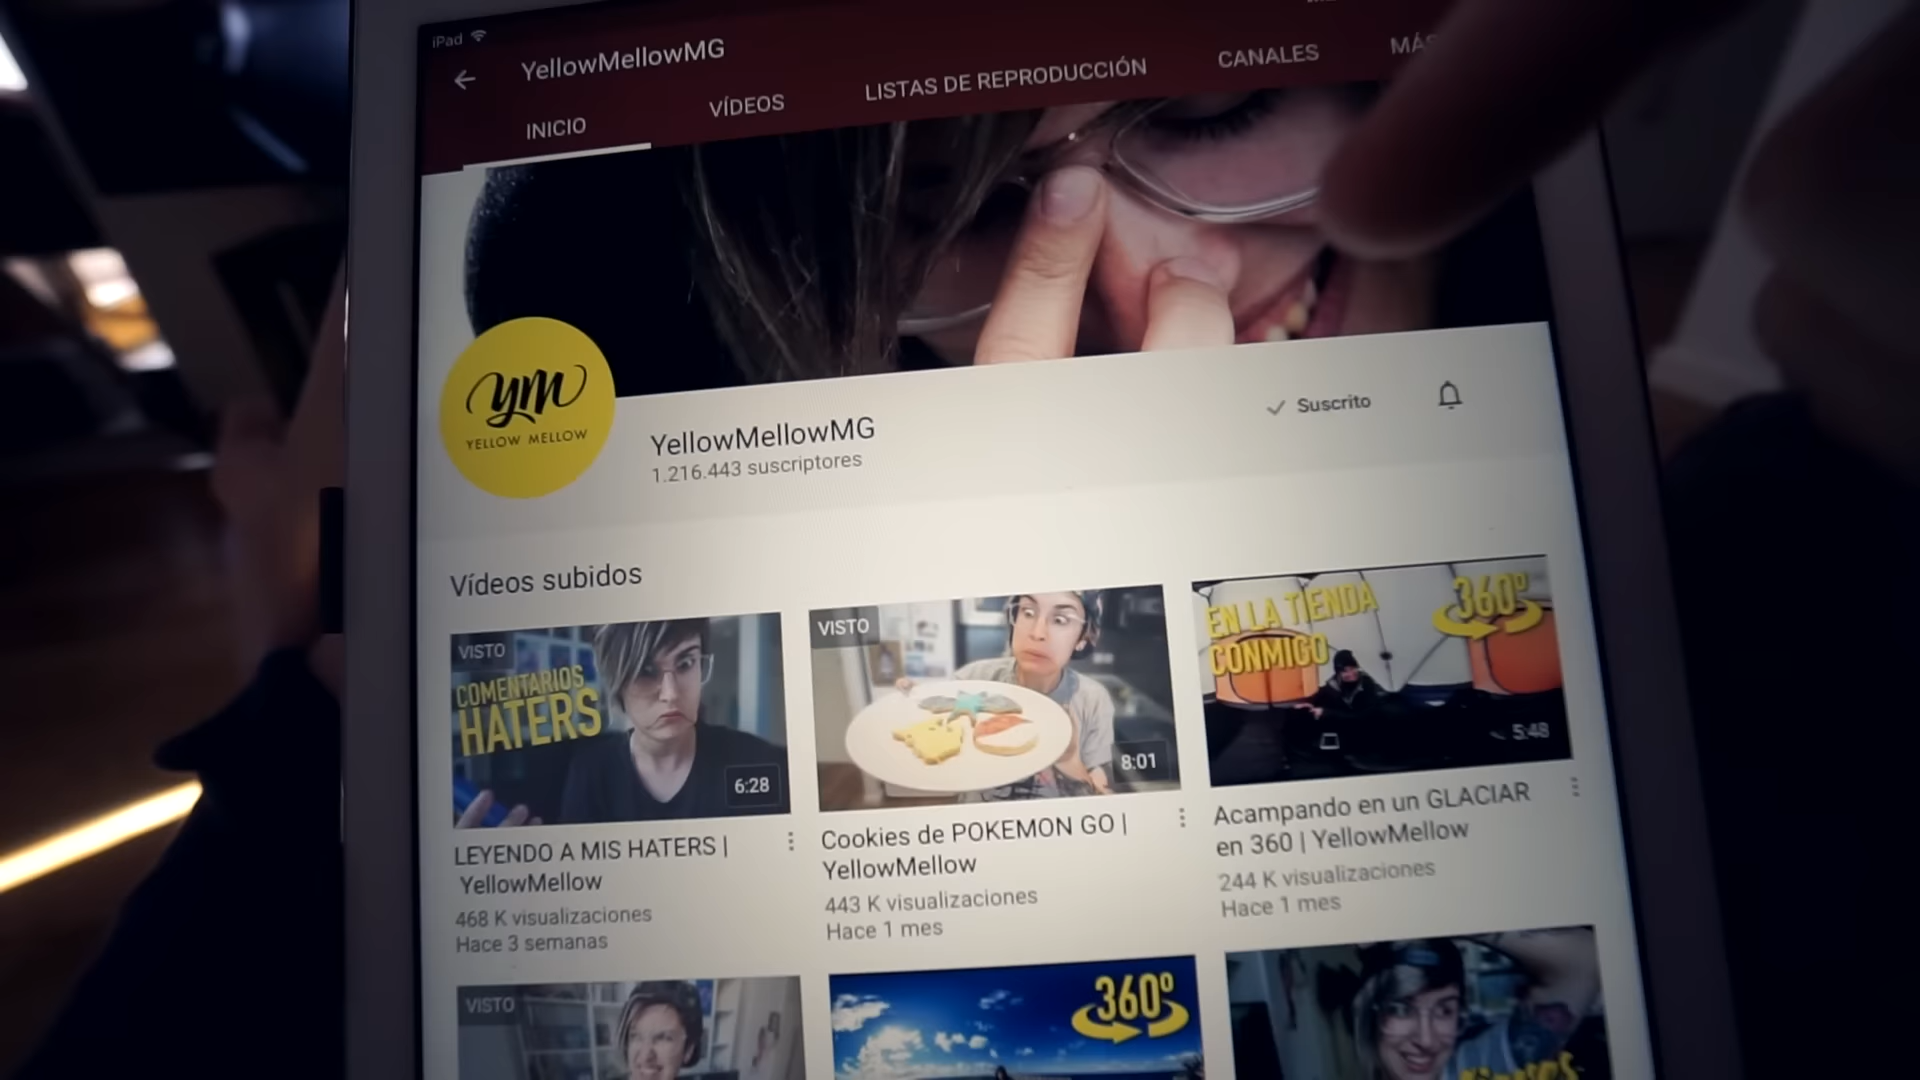 iPad
YellowMellowMG
INICIO
VÍDEOS
LISTAS DE REPRODUCCIÓN
CANALES
MÁS
ym
YELLOW MELLOW
YellowMellowMG
1.216.443 suscriptores
Suscrito
Vídeos subidos
VISTO
COMENTARIOS
HATERS
6:28
LEYENDO A MIS HATERS |
YellowMellow
468 K visualizaciones
Hace 3 semanas
VISTO
8:01
Cookies de POKEMON GO |
YellowMellow
443 K visualizaciones
Hace 1 mes
EN LA TIENDA
CONMIGO
360º
5:48
Acampando en un GLACIAR
en 360 | YellowMellow
244 K visualizaciones
Hace 1 mes
VISTO
360º